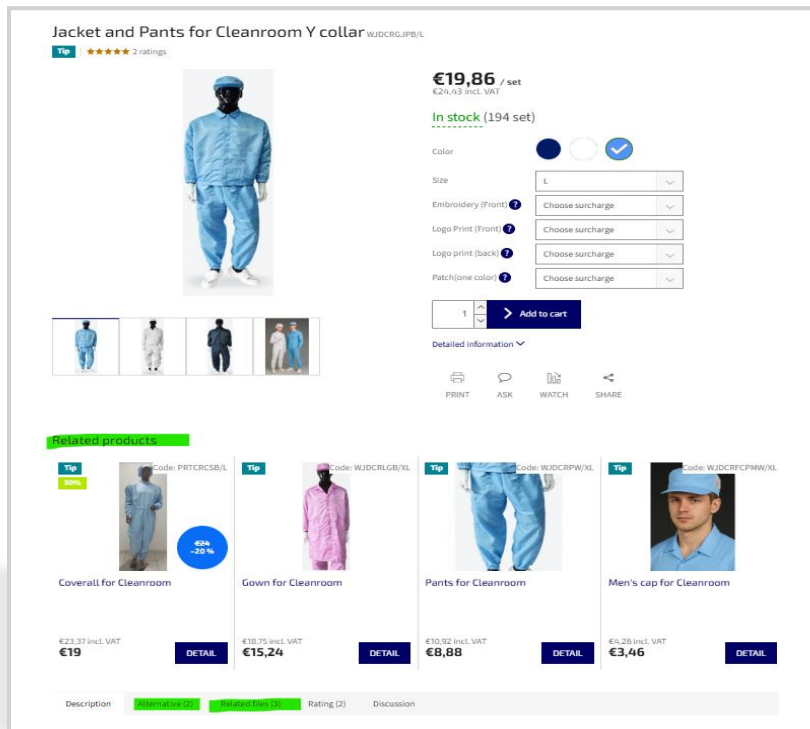 Jacket and Pants for Cleanroom Y collar WJDCRGJPB/L
Tip ★★★★★ 2 ratings
€19,86 / set
€24,43 incl. VAT
In stock (194 set)
Color
Size L
Embroidery (Front) ? Choose surcharge
Logo Print (Front) ? Choose surcharge
Logo print (back) ? Choose surcharge
Patch(one color) ? Choose surcharge
1 Add to cart
Detailed information
PRINT ASK WATCH SHARE
Related products
Tip Code: PRTCRCSB/L
50%
€24
–20 %
Coverall for Cleanroom
€23,37 incl. VAT
€19 DETAIL
Tip Code: WJDCRLGB/XL
Gown for Cleanroom
€18,75 incl. VAT
€15,24 DETAIL
Tip Code: WJDCRPW/XL
Pants for Cleanroom
€10,92 incl. VAT
€8,88 DETAIL
Tip Code: WJDCRFCPMW/XL
Men's cap for Cleanroom
€4,26 incl. VAT
€3,46 DETAIL
Description Alternative (2) Related files (3) Rating (2) Discussion